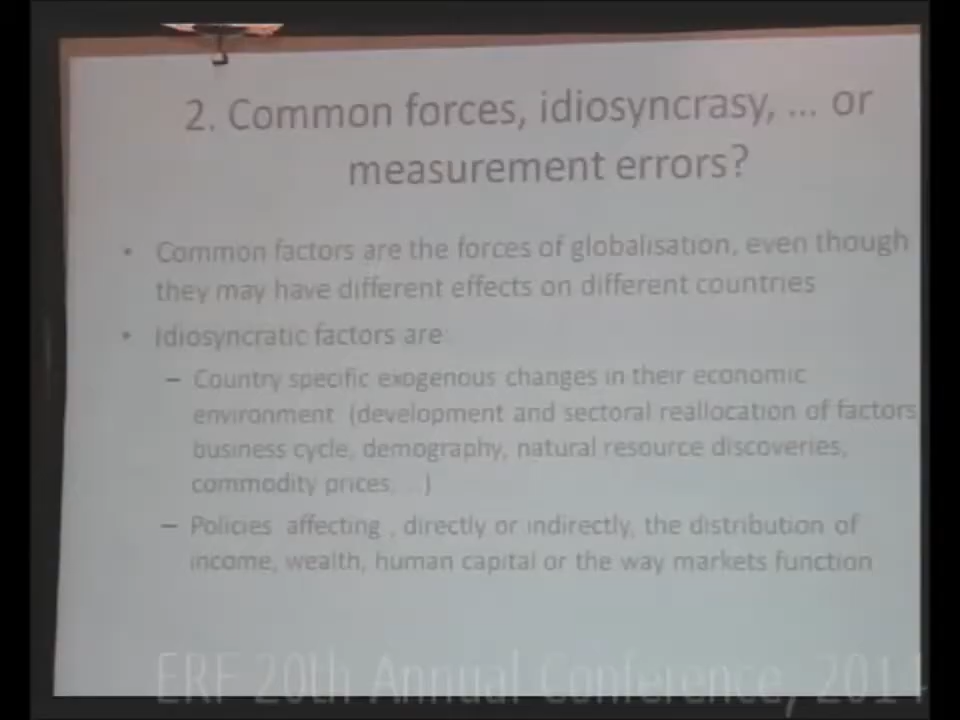 2. Common forces, idiosyncrasy, ... or
measurement errors?
• Common factors are the forces of globalisation, even though
they may have different effects on different countries
• Idiosyncratic factors are
– Country specific exogenous changes in their economic
environment (development and sectoral reallocation of factors
business cycle, demography, natural resource discoveries,
commodity prices, ...)
– Policies affecting , directly or indirectly, the distribution of
income, wealth, human capital or the way markets function
ERF 20th Annual Conference, 2014